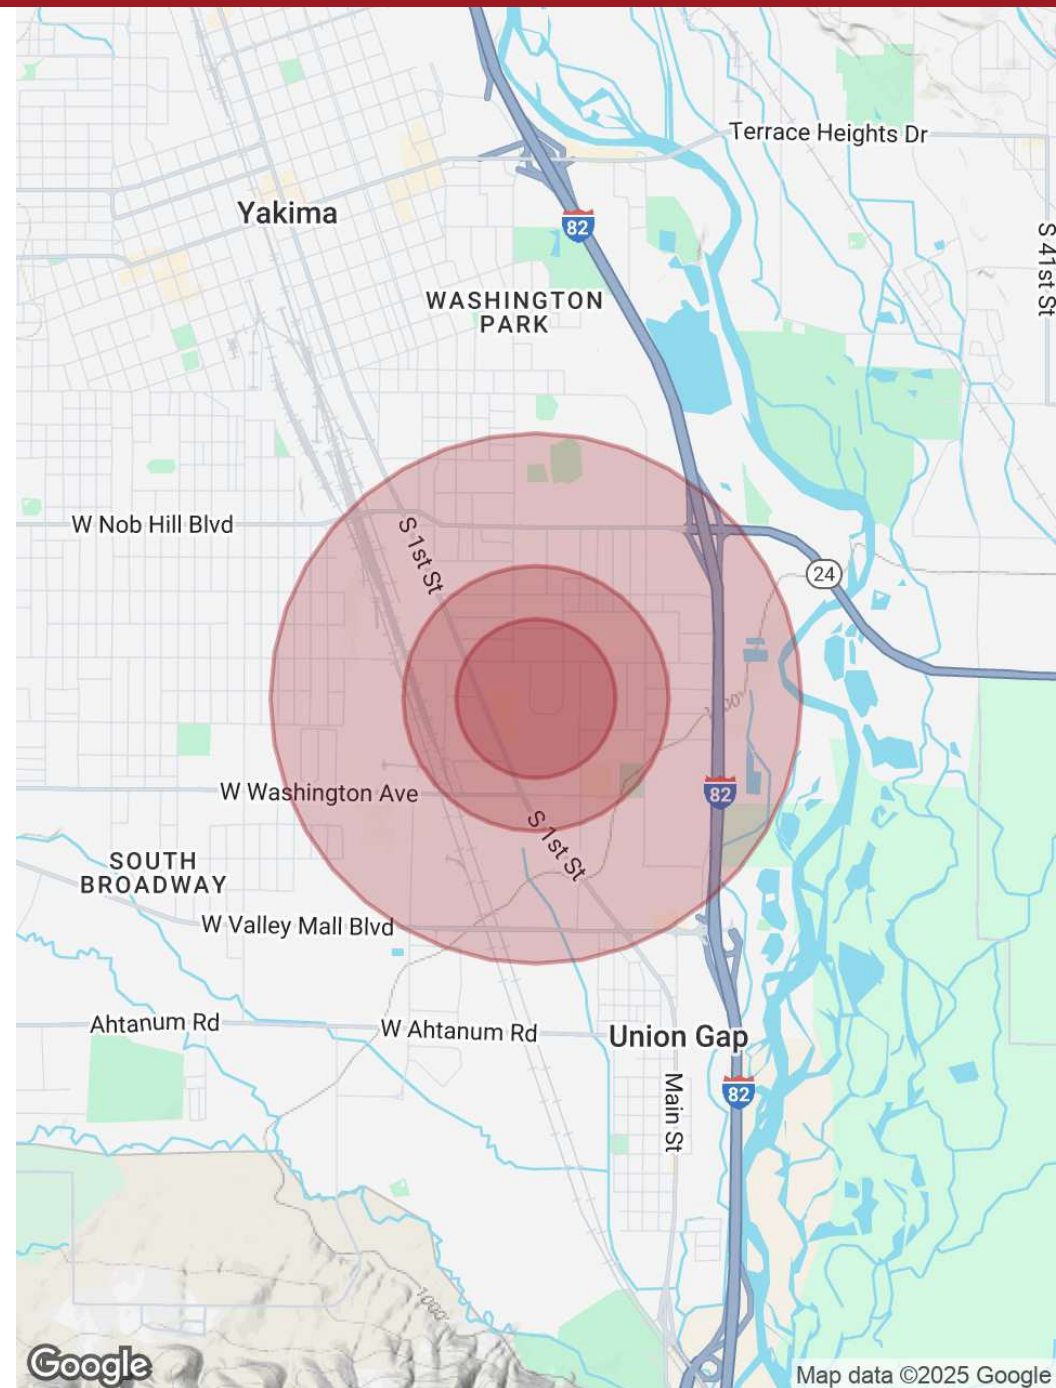 Terrace Heights Dr
Yakima
82
S 41st St
WASHINGTON
PARK
W Nob Hill Blvd
S 1st St
24
1000
82
W Washington Ave
S 1st St
SOUTH
BROADWAY
W Valley Mall Blvd
Ahtanum Rd
W Ahtanum Rd
Union Gap
Main St
82
1000
Google
Map data ©2025 Google